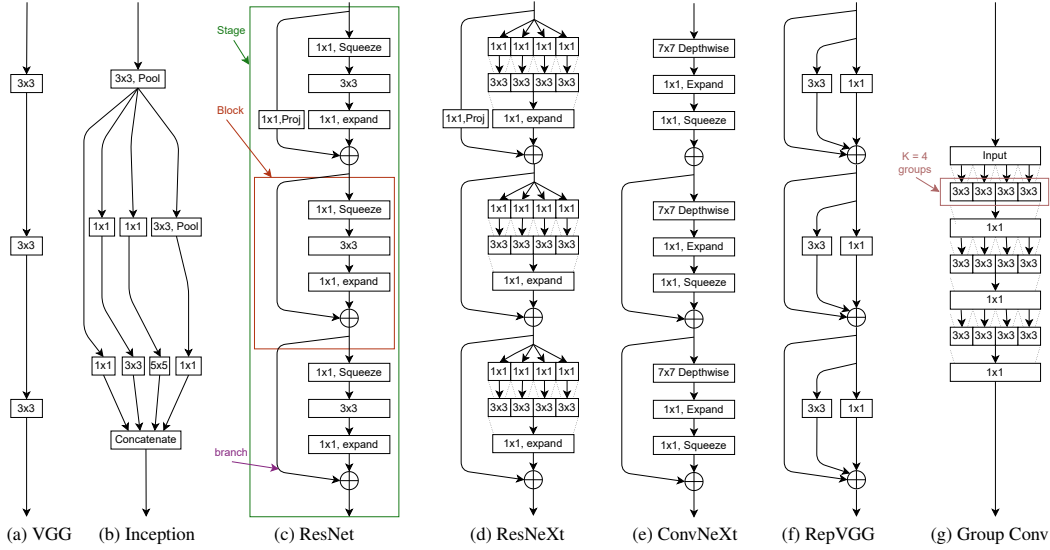 3x3
3x3
3x3
(a) VGG
3x3, Pool
1x1
1x1
3x3, Pool
1x1
3x3
5x5
1x1
Concatenate
(b) Inception
Stage
Block
branch
1x1, Squeeze
3x3
1x1,Proj
1x1, expand
1x1, Squeeze
3x3
1x1, expand
1x1, Squeeze
3x3
1x1, expand
(c) ResNet
1x1 1x1 1x1 1x1
3x3 3x3 3x3 3x3
1x1,Proj
1x1, expand
1x1 1x1 1x1 1x1
3x3 3x3 3x3 3x3
1x1, expand
1x1 1x1 1x1 1x1
3x3 3x3 3x3 3x3
1x1, expand
(d) ResNeXt
7x7 Depthwise
1x1, Expand
1x1, Squeeze
7x7 Depthwise
1x1, Expand
1x1, Squeeze
7x7 Depthwise
1x1, Expand
1x1, Squeeze
(e) ConvNeXt
3x3
1x1
3x3
1x1
3x3
1x1
(f) RepVGG
K = 4
groups
Input
3x3 3x3 3x3 3x3
1x1
3x3 3x3 3x3 3x3
1x1
3x3 3x3 3x3 3x3
1x1
(g) Group Conv